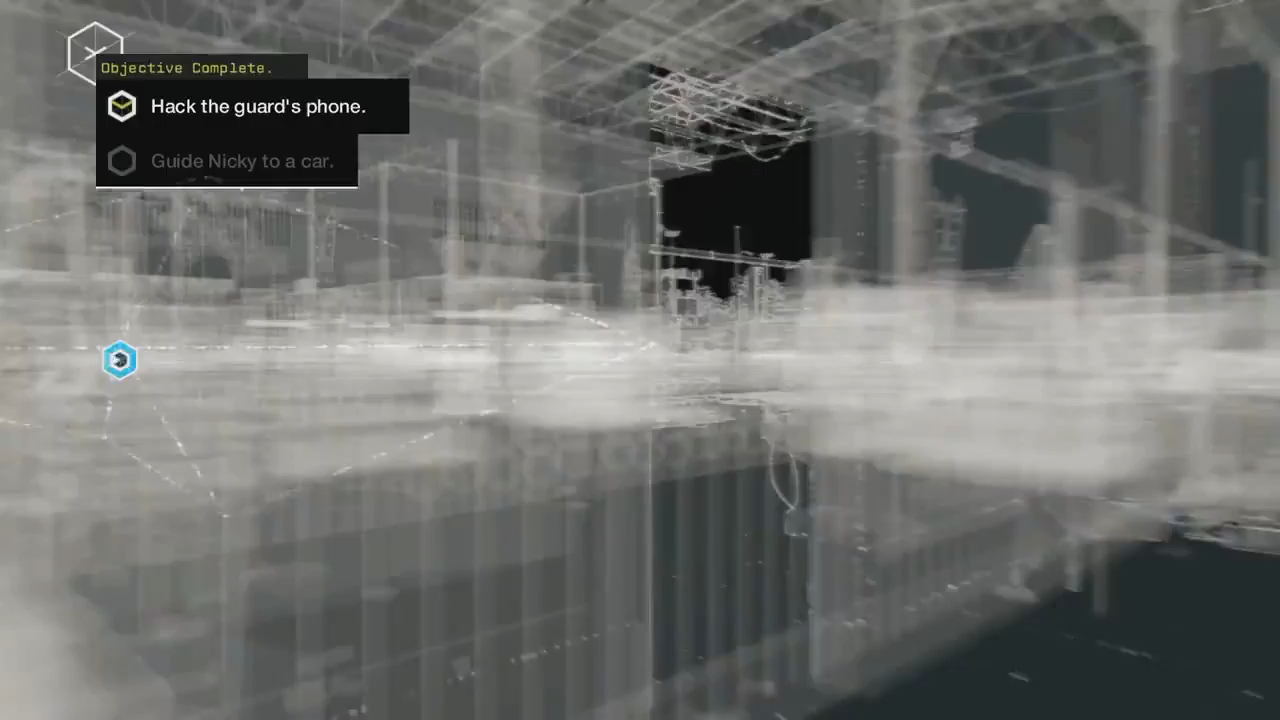 Objective Complete.
Hack the guard's phone.
Guide Nicky to a car.